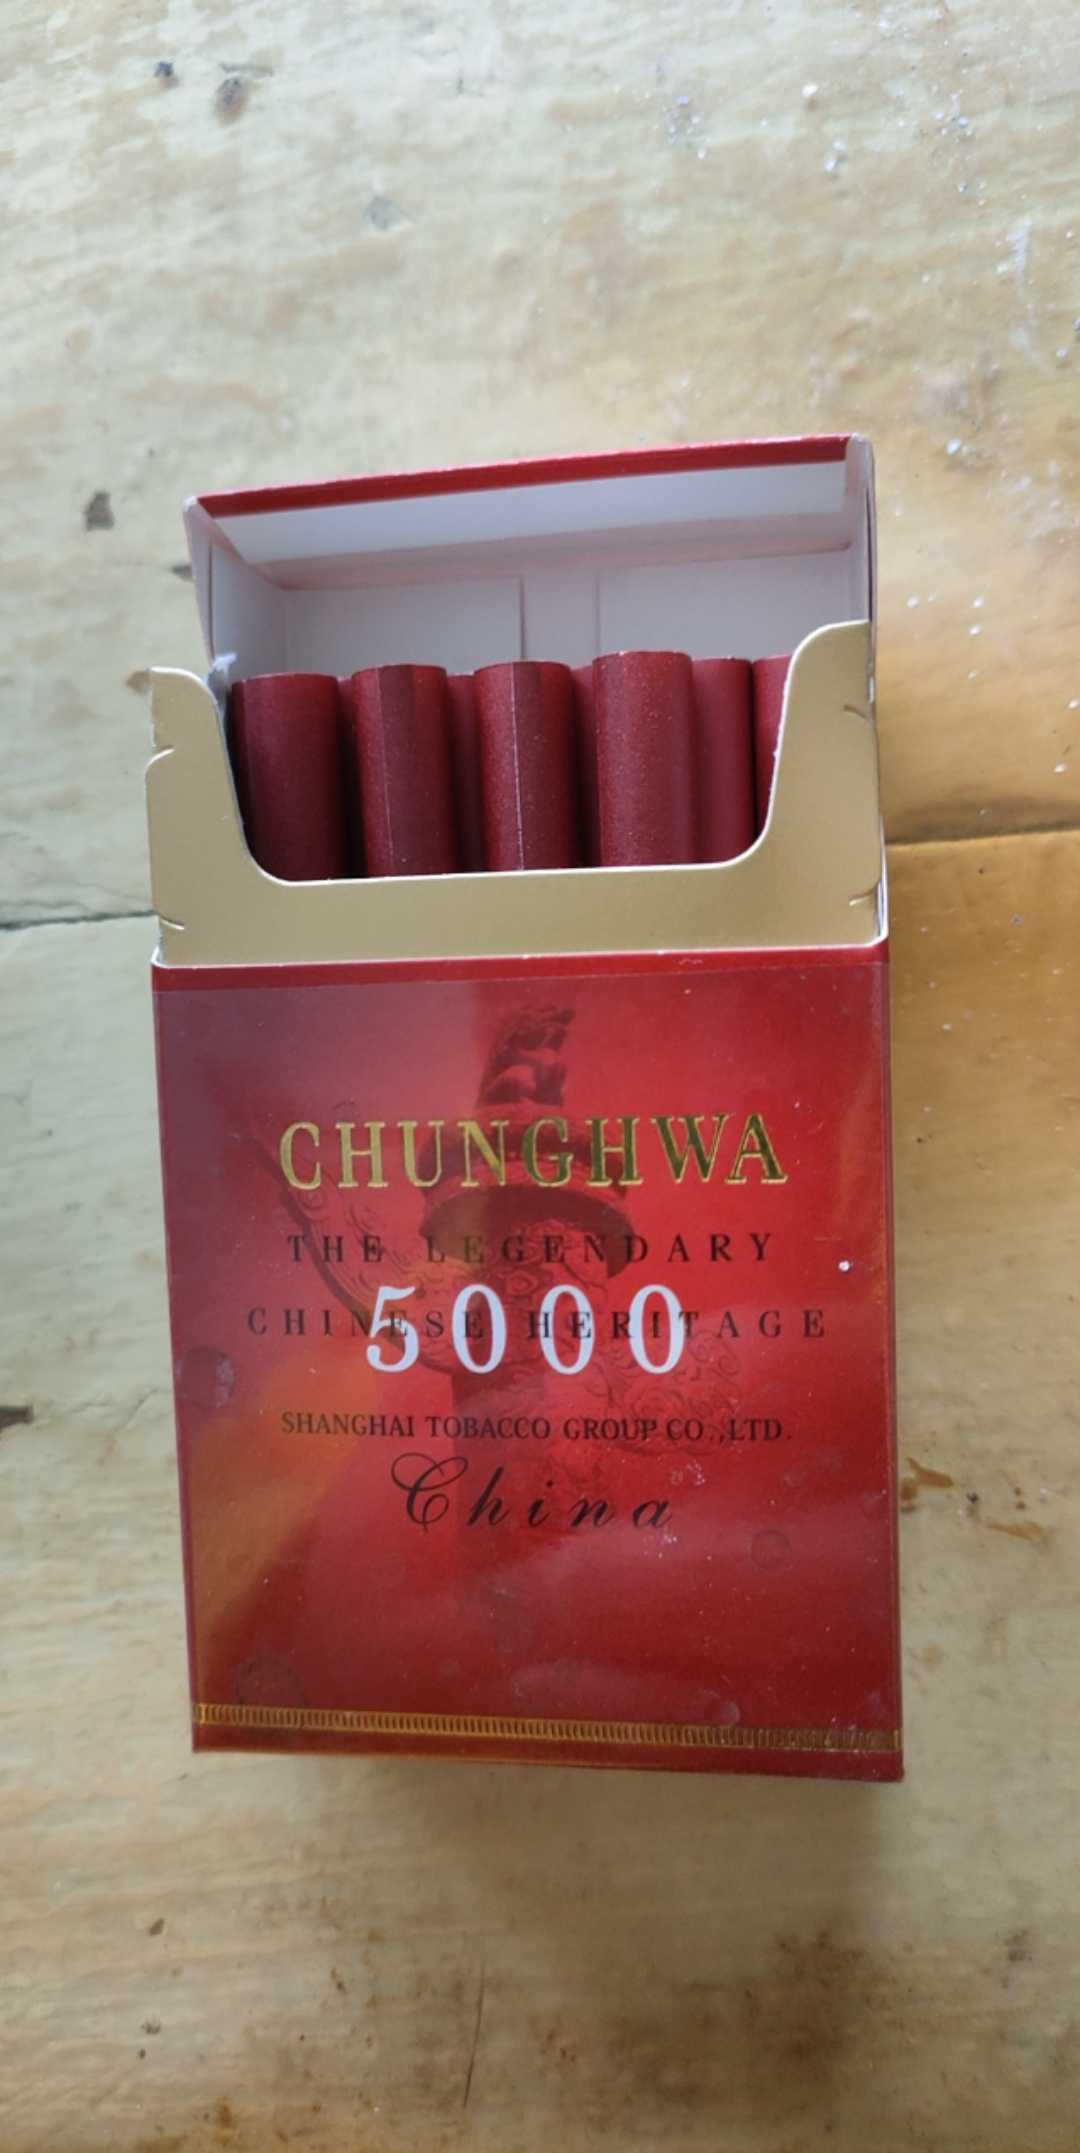 CHUNGHWA
THE LEGENDARY
5000
CHINESE HERITAGE
SHANGHAI TOBACCO GROUP CO.,LTD.
China